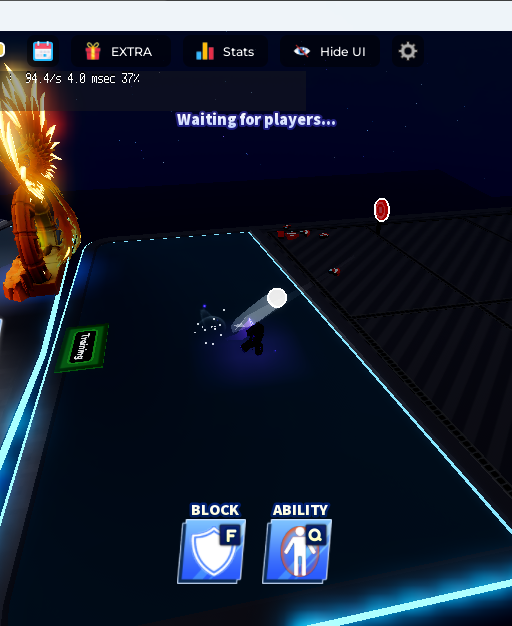 EXTRA
Stats
Hide UI
94.4/s 4.0 msec 37%
Waiting for players...
Training
BLOCK
ABILITY
F
Q